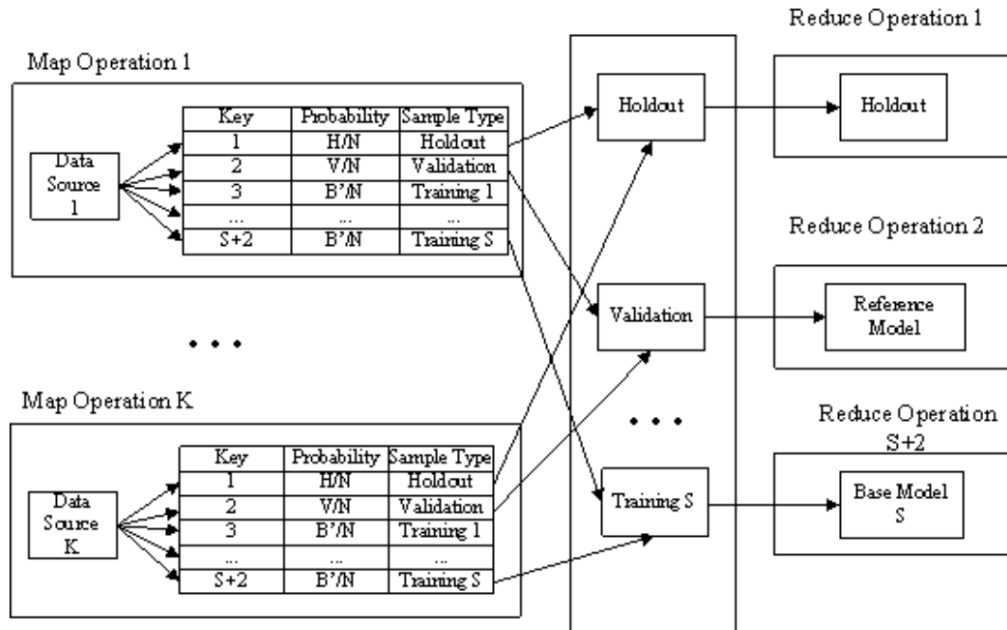 Map Operation 1
Data
Source
1
Key Probability Sample Type
1 H/N Holdout
2 V/N Validation
3 B'/N Training 1
... ... ...
S+2 B'/N Training S
• • •
Map Operation K
Data
Source
K
Key Probability Sample Type
1 H/N Holdout
2 V/N Validation
3 B'/N Training 1
... ... ...
S+2 B'/N Training S
Holdout
Validation
• • •
Training S
Reduce Operation 1
Holdout
Reduce Operation 2
Reference
Model
Reduce Operation
S+2
Base Model
S